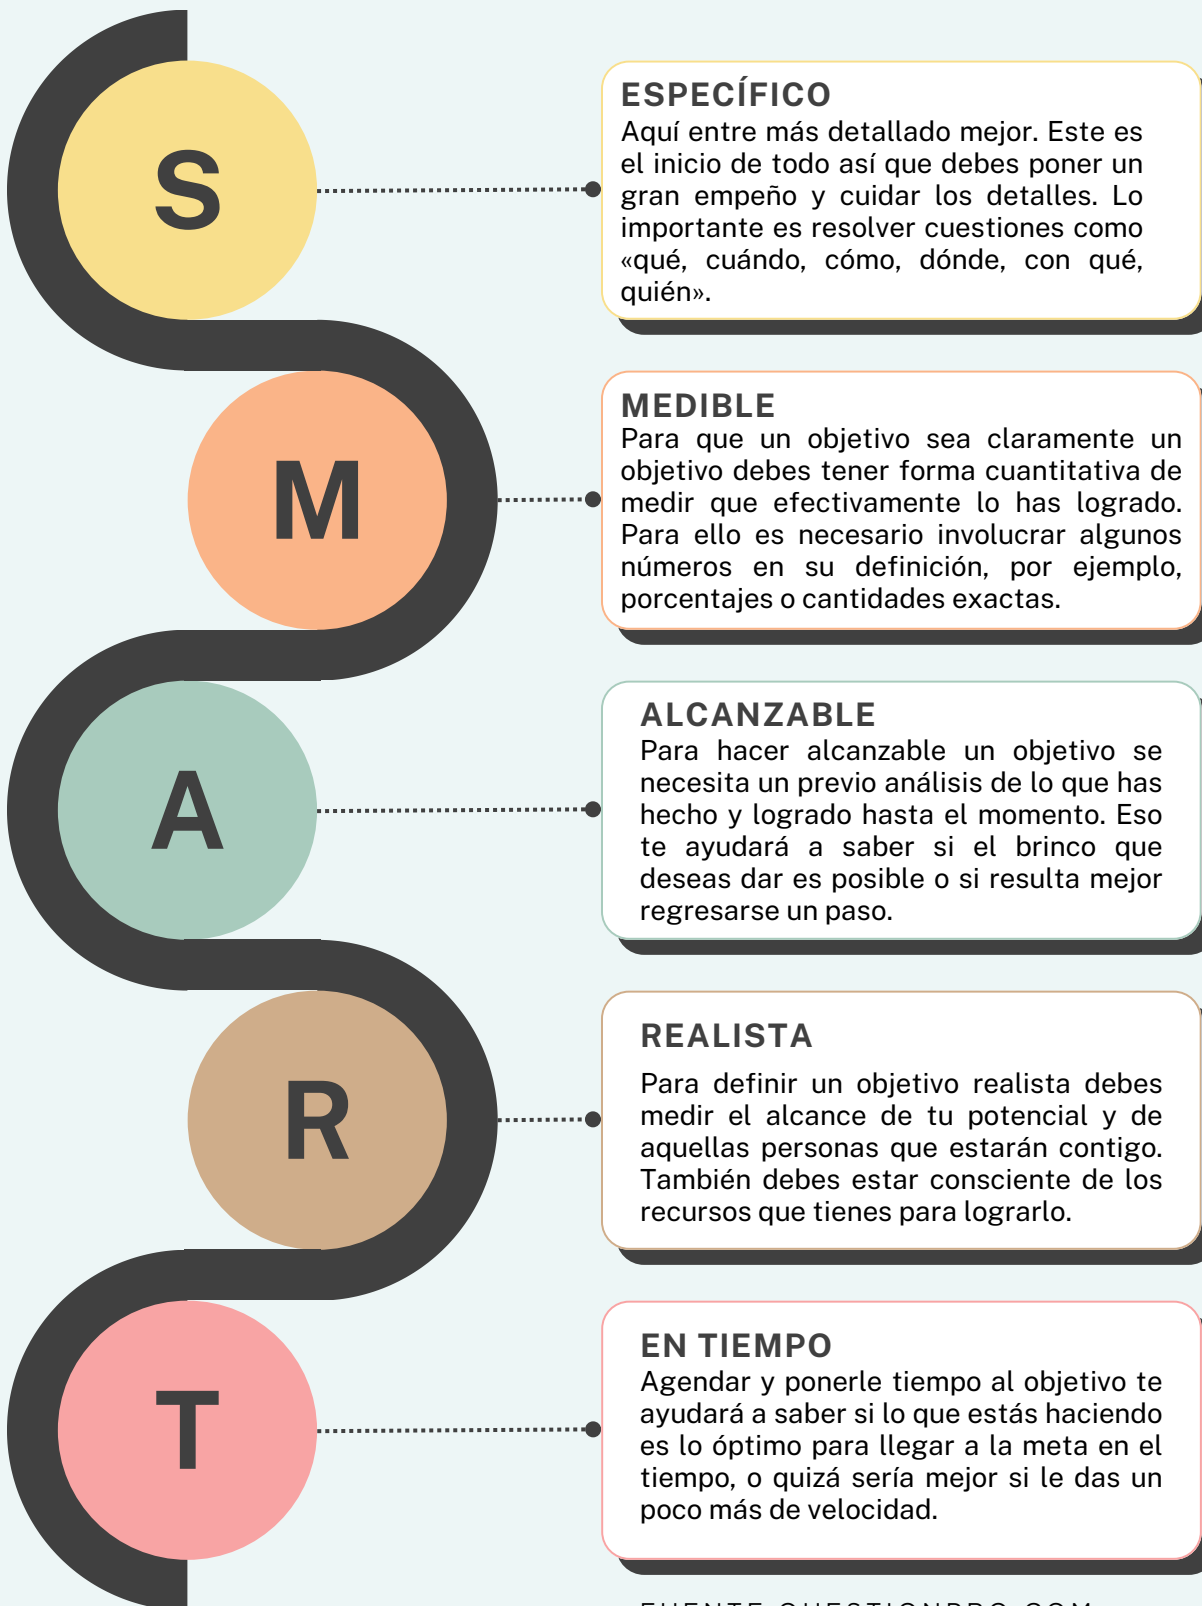 S
ESPECÍFICO
Aquí entre más detallado mejor. Este es
el inicio de todo así que debes poner un
gran empeño y cuidar los detalles. Lo
importante es resolver cuestiones como
«qué, cuándo, cómo, dónde, con qué,
quién».
M
MEDIBLE
Para que un objetivo sea claramente un
objetivo debes tener forma cuantitativa de
medir que efectivamente lo has logrado.
Para ello es necesario involucrar algunos
números en su definición, por ejemplo,
porcentajes o cantidades exactas.
A
ALCANZABLE
Para hacer alcanzable un objetivo se
necesita un previo análisis de lo que has
hecho y logrado hasta el momento. Eso
te ayudará a saber si el brinco que
deseas dar es posible o si resulta mejor
regresarse un paso.
R
REALISTA
Para definir un objetivo realista debes
medir el alcance de tu potencial y de
aquellas personas que estarán contigo.
También debes estar consciente de los
recursos que tienes para lograrlo.
T
EN TIEMPO
Agendar y ponerle tiempo al objetivo te
ayudará a saber si lo que estás haciendo
es lo óptimo para llegar a la meta en el
tiempo, o quizá sería mejor si le das un
poco más de velocidad.
FUENTE QUESTIONPRO.COM